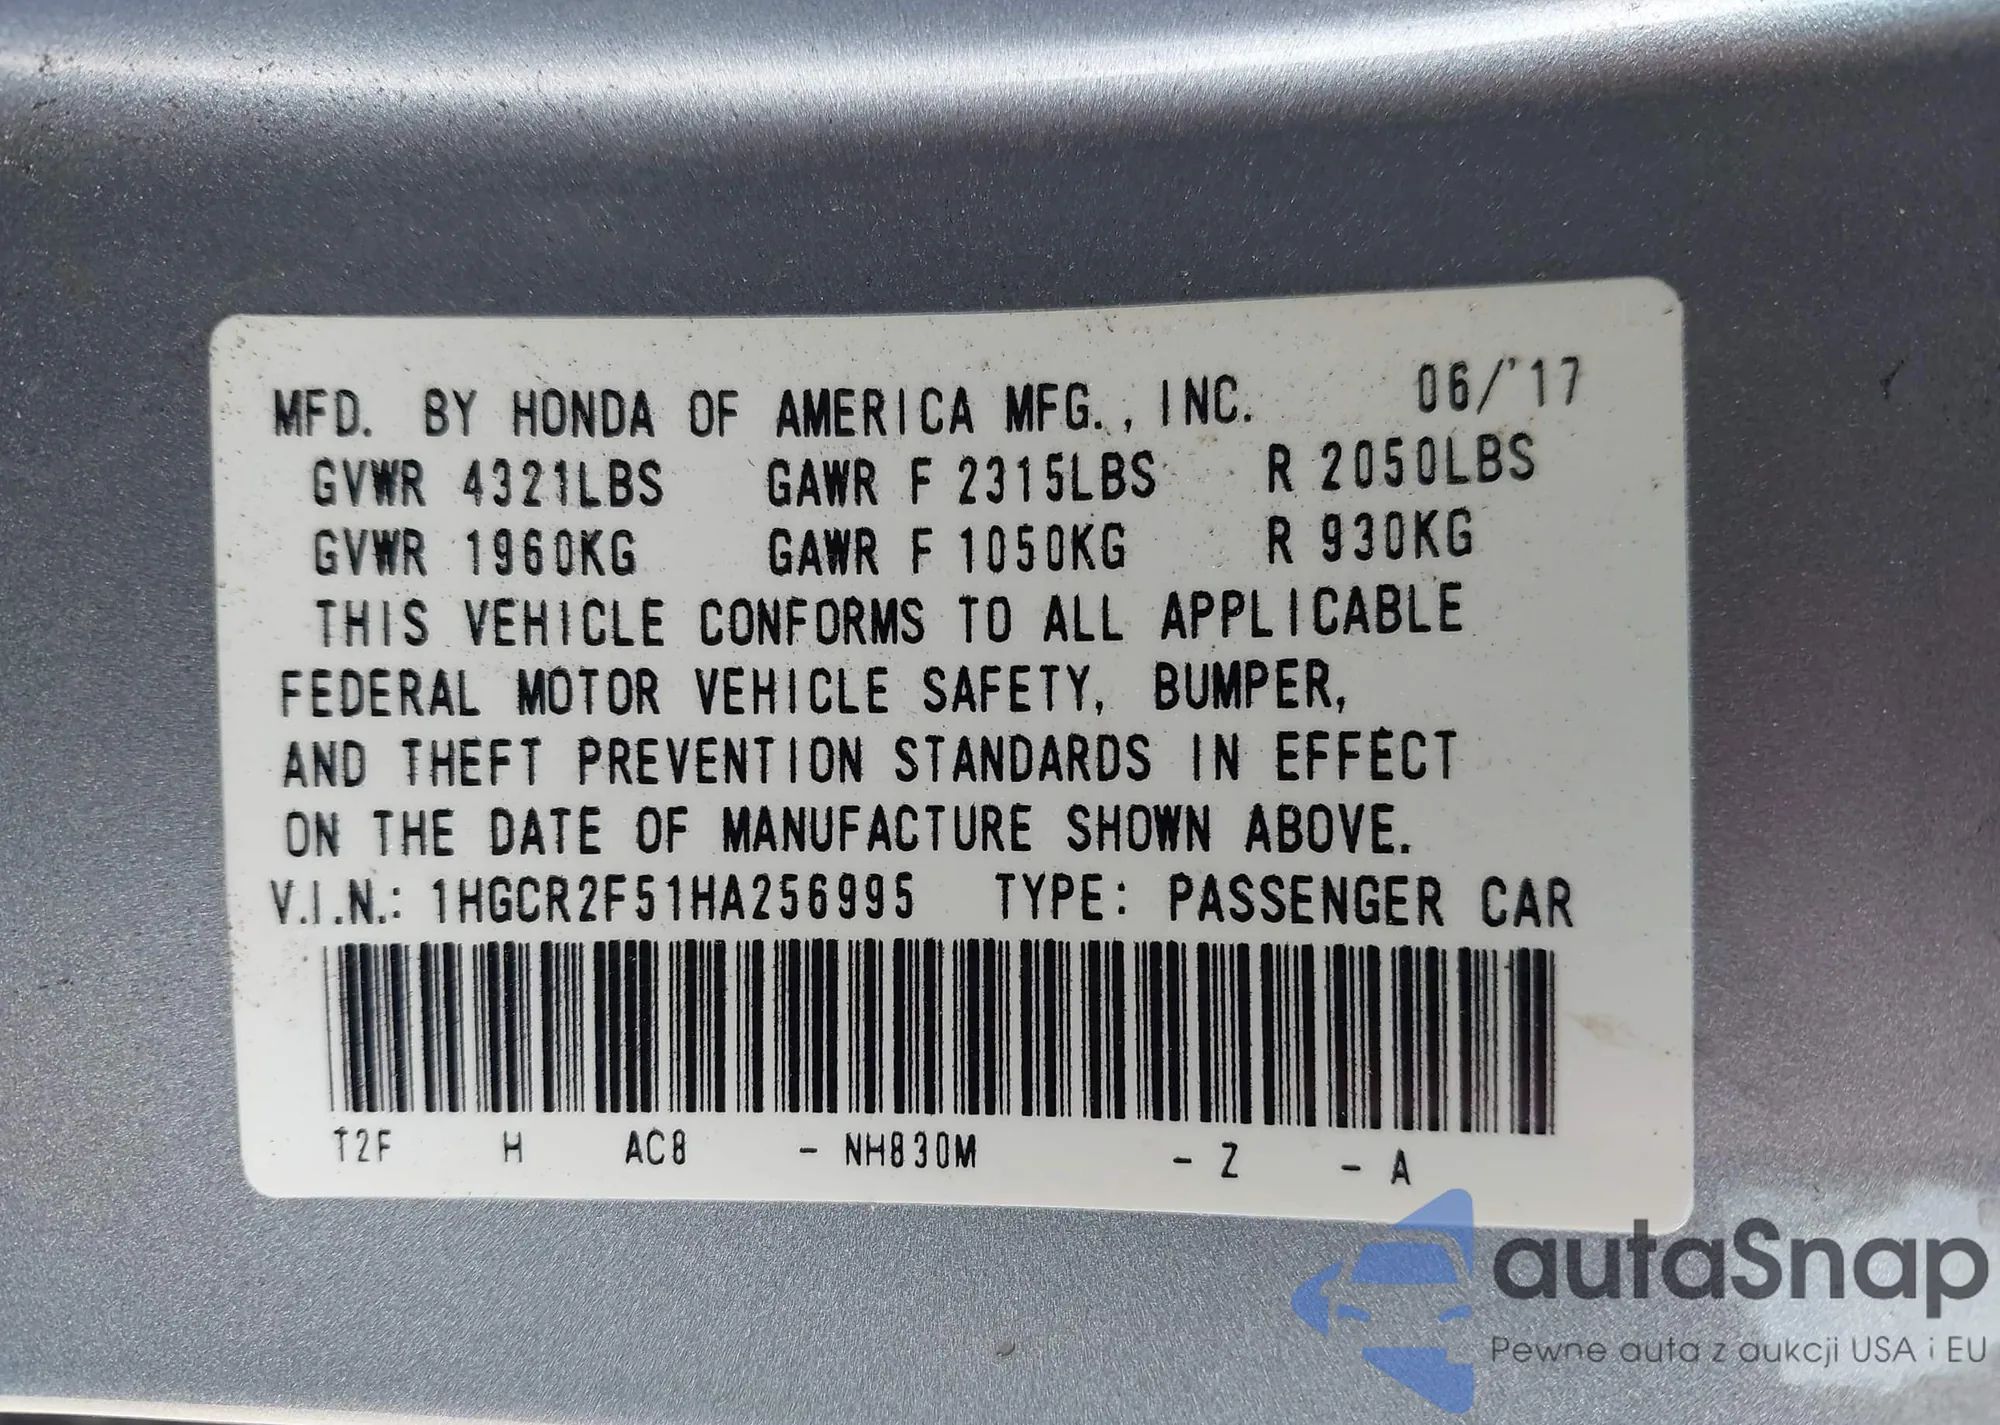 MFD. BY HONDA OF AMERICA MFG., INC. 06/'17
GVWR 4321LBS GAWR F 2315LBS R 2050LBS
GVWR 1960KG GAWR F 1050KG R 930KG
THIS VEHICLE CONFORMS TO ALL APPLICABLE
FEDERAL MOTOR VEHICLE SAFETY, BUMPER,
AND THEFT PREVENTION STANDARDS IN EFFECT
ON THE DATE OF MANUFACTURE SHOWN ABOVE.
V.I.N.: 1HGCR2F51HA256995 TYPE: PASSENGER CAR
T2F H AC8 - NH830M - Z - A
autaSnap
Pewne auta z aukcji USA i EU